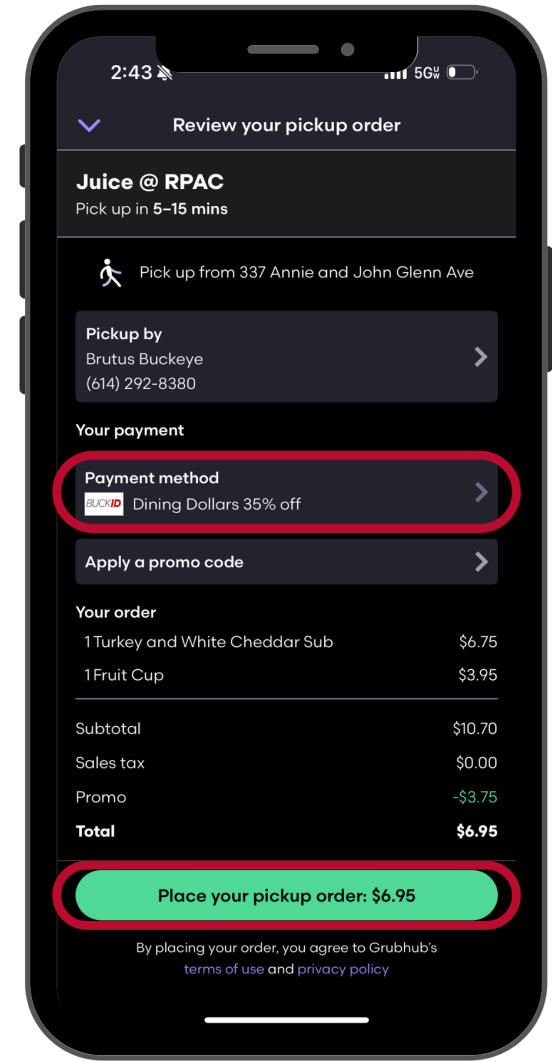 2:43
5GW
Review your pickup order
Juice @ RPAC
Pick up in 5–15 mins
Pick up from 337 Annie and John Glenn Ave
Pickup by
Brutus Buckeye
(614) 292-8380
Your payment
Payment method
BUCKID Dining Dollars 35% off
Apply a promo code
Your order
1 Turkey and White Cheddar Sub $6.75
1 Fruit Cup $3.95
Subtotal $10.70
Sales tax $0.00
Promo -$3.75
Total $6.95
Place your pickup order: $6.95
By placing your order, you agree to Grubhub's
terms of use and privacy policy